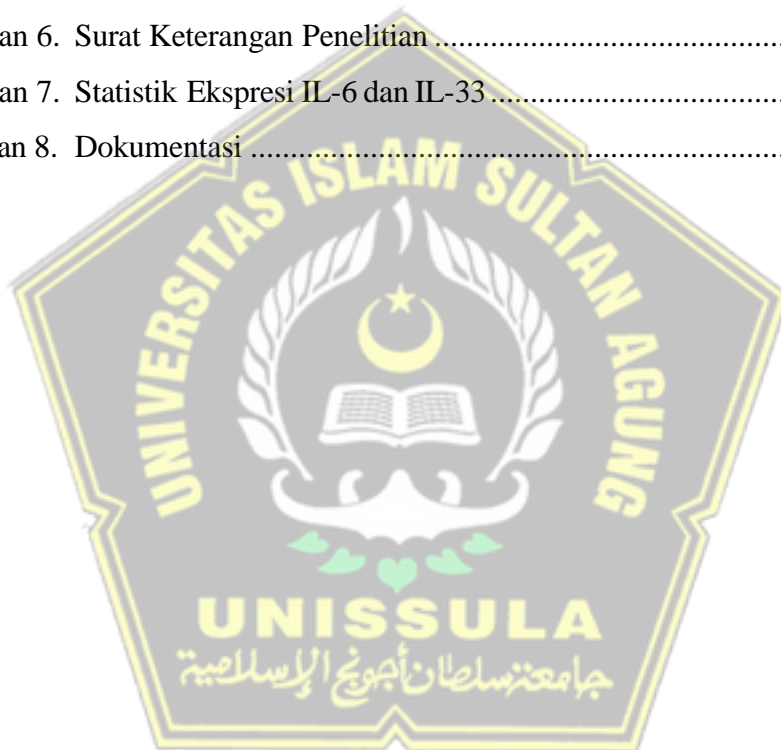 an 6. Surat Keterangan Penelitian ............................................
an 7. Statistik Ekspresi IL-6 dan IL-33 ......................................
an 8. Dokumentasi ................................................................
UNIVERSITAS ISLAM SULTAN AGUNG
UNISSULA
جامعة سلطان أجونج الإسلامية